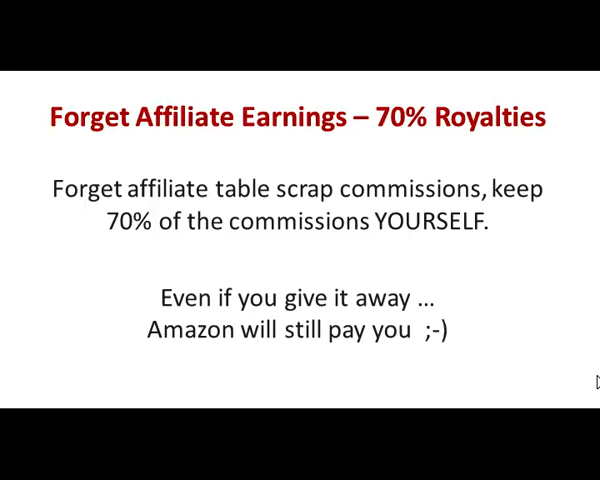 Forget Affiliate Earnings – 70% Royalties
Forget affiliate table scrap commissions, keep
70% of the commissions YOURSELF.
Even if you give it away ...
Amazon will still pay you ;-)